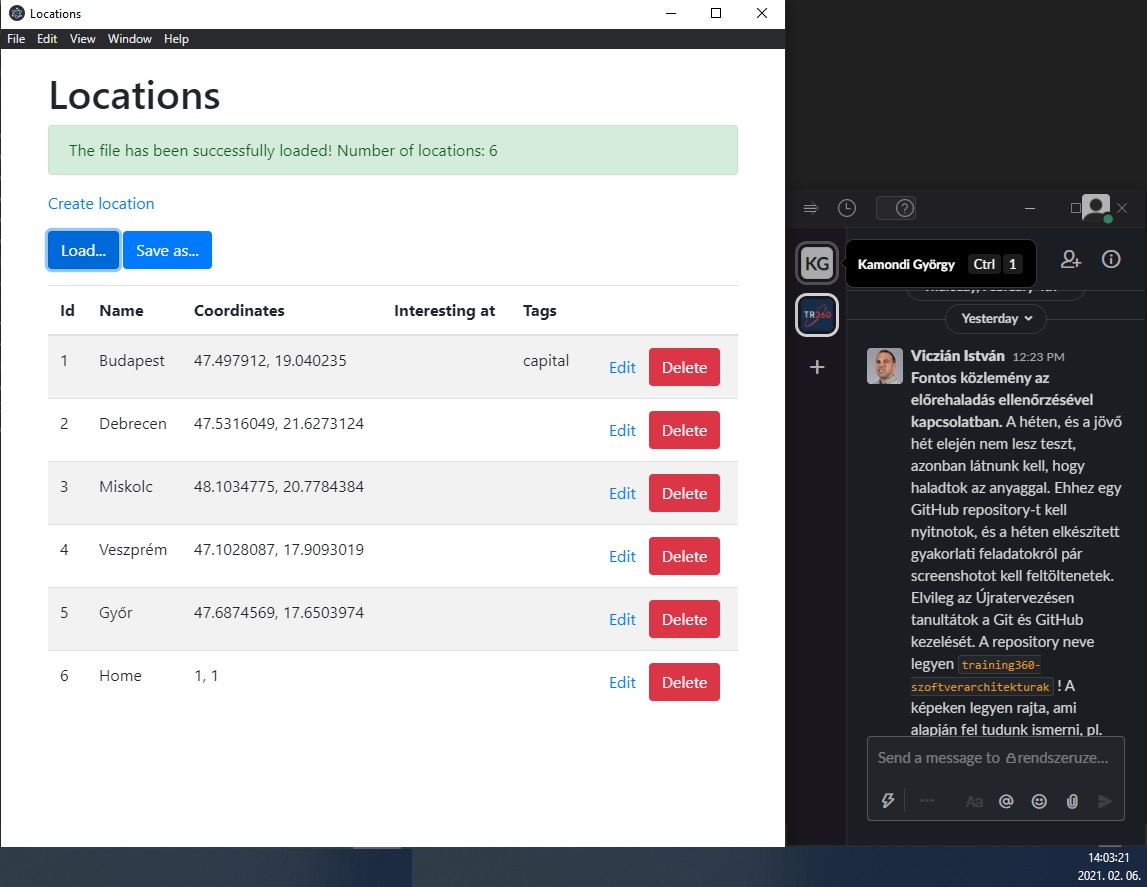 Locations
File Edit View Window Help
Locations
The file has been successfully loaded! Number of locations: 6
Create location
Load... Save as...
Id Name Coordinates Interesting at Tags
1 Budapest 47.497912, 19.040235 capital Edit Delete
2 Debrecen 47.5316049, 21.6273124 Edit Delete
3 Miskolc 48.1034775, 20.7784384 Edit Delete
4 Veszprém 47.1028087, 17.9093019 Edit Delete
5 Győr 47.6874569, 17.6503974 Edit Delete
6 Home 1, 1 Edit Delete
KG
Kamondi György Ctrl 1
TR360
Yesterday
Viczián István 12:23 PM
Fontos közlemény az
előrehaladás ellenőrzésével
kapcsolatban. A héten, és a jövő
hét elején nem lesz teszt,
azonban látnunk kell, hogy
haladtok az anyaggal. Ehhez egy
GitHub repository-t kell
nyitnotok, és a héten elkészített
gyakorlati feladatokról pár
screenshotot kell feltöltenetek.
Elvileg az Újratervezésen
tanultátok a Git és GitHub
kezelését. A repository neve
legyen training360-
szoftverarchitekturak ! A
képeken legyen rajta, ami
alapján fel tudunk ismerni, pl.
Send a message to rendszeruze...
Aa
14:03:21
2021. 02. 06.